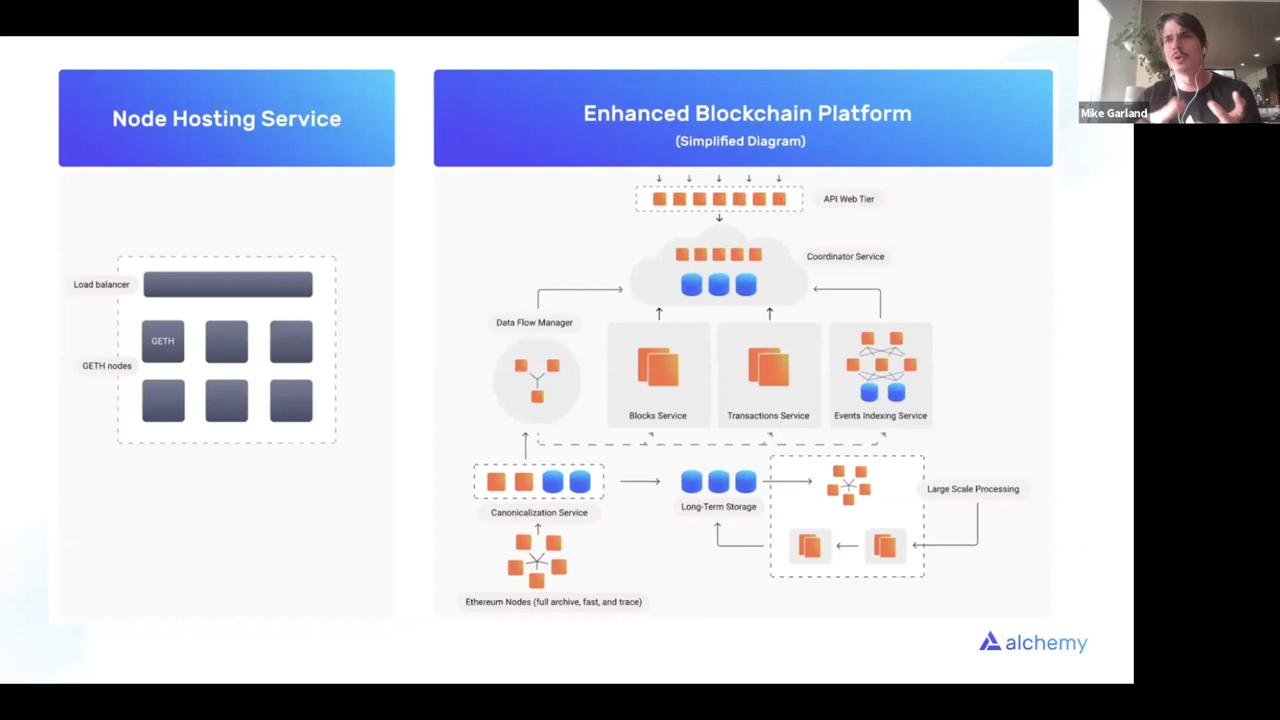 Node Hosting Service
Load balancer
GETH
GETH nodes
Enhanced Blockchain Platform
(Simplified Diagram)
API Web Tier
Coordinator Service
Data Flow Manager
Blocks Service
Transactions Service
Events Indexing Service
Canonicalization Service
Long-Term Storage
Large Scale Processing
Ethereum Nodes (full archive, fast, and trace)
alchemy
Mike Garland